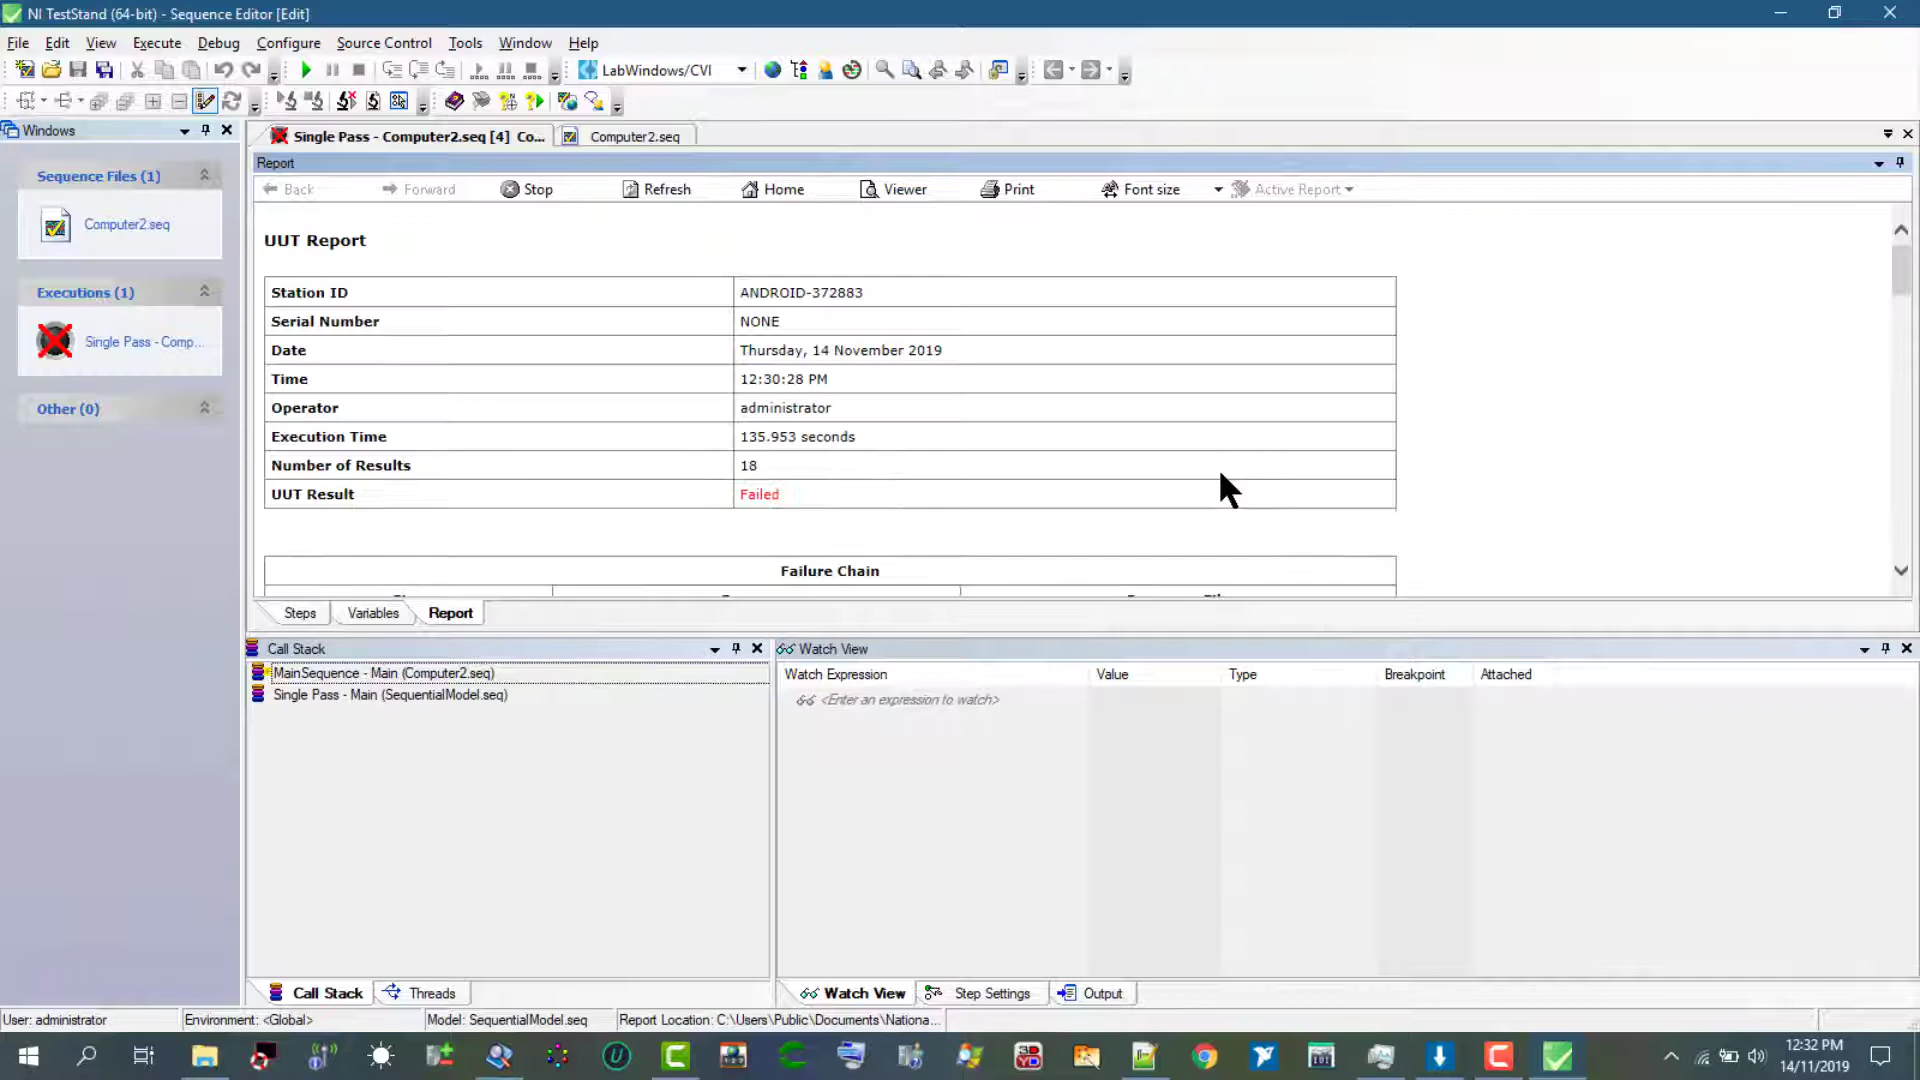 NI TestStand (64-bit) - Sequence Editor [Edit]
File Edit View Execute Debug Configure Source Control Tools Window Help
LabWindows/CVI
Windows
Single Pass - Computer2.seq [4] Co...
Computer2.seq
Sequence Files (1)
Computer2.seq
Executions (1)
Single Pass - Comp...
Other (0)
Report
Back Forward Stop Refresh Home Viewer Print Font size Active Report
UUT Report
Station ID ANDROID-372883
Serial Number NONE
Date Thursday, 14 November 2019
Time 12:30:28 PM
Operator administrator
Execution Time 135.953 seconds
Number of Results 18
UUT Result Failed
Failure Chain
Steps Variables Report
Call Stack
MainSequence - Main (Computer2.seq)
Single Pass - Main (SequentialModel.seq)
Watch View
Watch Expression Value Type Breakpoint Attached
<Enter an expression to watch>
Call Stack Threads
Watch View Step Settings Output
User: administrator Environment: <Global> Model: SequentialModel.seq Report Location: C:\Users\Public\Documents\Nationa...
12:32 PM
14/11/2019